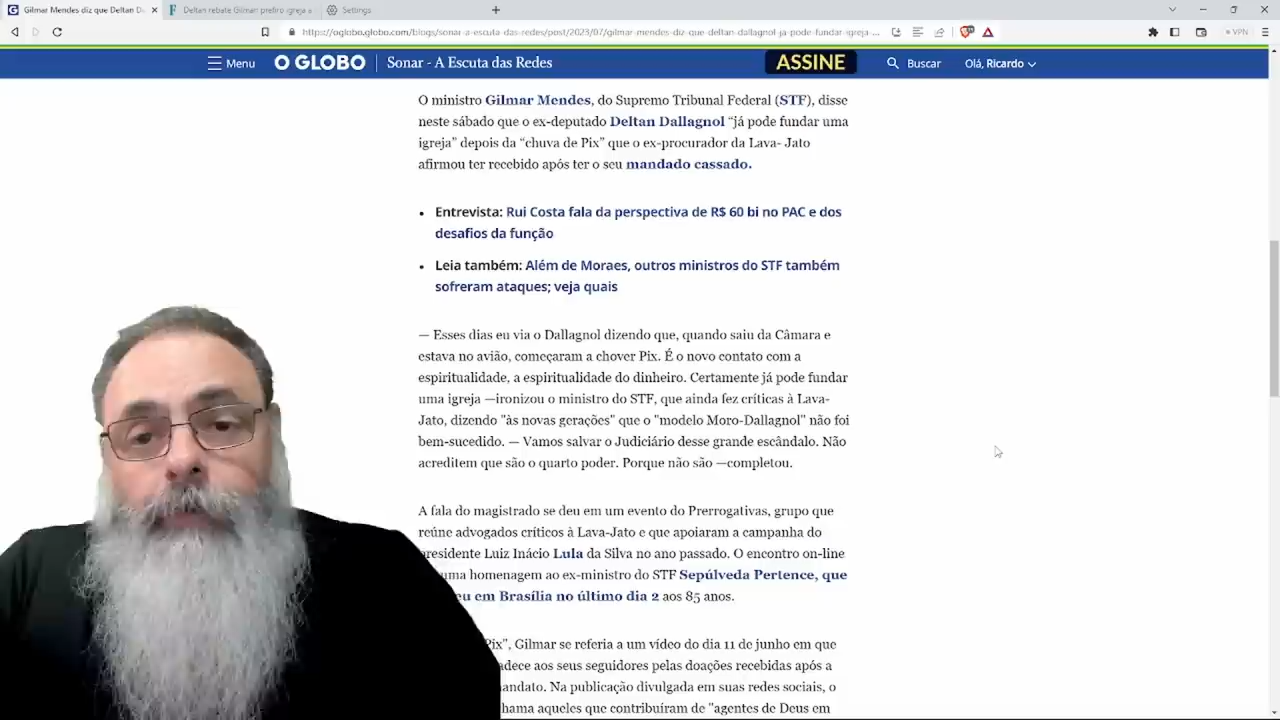 Gilmar Mendes diz que Deltan D
Deltan rebate Gilmar: prefiro igreja a
Settings
https://oglobo.globo.com/blogs/sonar-a-escuta-das-redes/post/2023/07/gilmar-mendes-diz-que-deltan-dallagnol-ja-pode-fundar-igreja-...
VPN
Menu
O GLOBO
Sonar - A Escuta das Redes
ASSINE
Buscar
Olá, Ricardo
O ministro Gilmar Mendes, do Supremo Tribunal Federal (STF), disse
neste sábado que o ex-deputado Deltan Dallagnol “já pode fundar uma
igreja” depois da “chuva de Pix” que o ex-procurador da Lava- Jato
afirmou ter recebido após ter o seu mandado cassado.
• Entrevista: Rui Costa fala da perspectiva de R$ 60 bi no PAC e dos
desafios da função
• Leia também: Além de Moraes, outros ministros do STF também
sofreram ataques; veja quais
— Esses dias eu via o Dallagnol dizendo que, quando saiu da Câmara e
estava no avião, começaram a chover Pix. É o novo contato com a
espiritualidade, a espiritualidade do dinheiro. Certamente já pode fundar
uma igreja —ironizou o ministro do STF, que ainda fez críticas à Lava-
Jato, dizendo "às novas gerações" que o "modelo Moro-Dallagnol" não foi
bem-sucedido. — Vamos salvar o Judiciário desse grande escândalo. Não
acreditem que são o quarto poder. Porque não são —completou.
A fala do magistrado se deu em um evento do Prerrogativas, grupo que
reúne advogados críticos à Lava-Jato e que apoiaram a campanha do
presidente Luiz Inácio Lula da Silva no ano passado. O encontro on-line
uma homenagem ao ex-ministro do STF Sepúlveda Pertence, que
eu em Brasília no último dia 2 aos 85 anos.
Pix", Gilmar se referia a um vídeo do dia 11 de junho em que
adece aos seus seguidores pelas doações recebidas após a
andato. Na publicação divulgada em suas redes sociais, o
hama aqueles que contribuíram de "agentes de Deus em